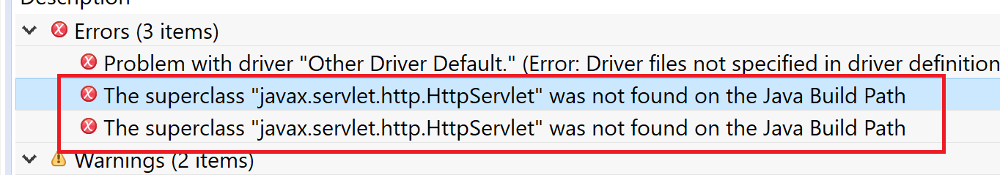 Description
Errors (3 items)
Problem with driver "Other Driver Default." (Error: Driver files not specified in driver definition
The superclass "javax.servlet.http.HttpServlet" was not found on the Java Build Path
The superclass "javax.servlet.http.HttpServlet" was not found on the Java Build Path
Warnings (2 items)